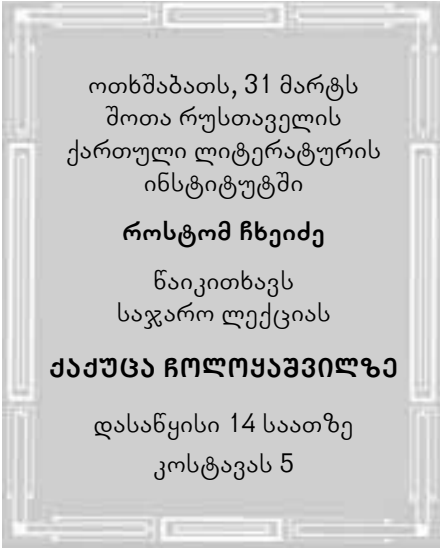 ოთხშაბათს, 31 მარტს
შოთა რუსთაველის
ქართული ლიტერატურის
ინსტიტუტში
როსტომ ჩხეიძე
წაიკითხავს
საჯარო ლექციას
ქაქუცა ჩოლოყაშვილზე
დასაწყისი 14 საათზე
კოსტავას 5